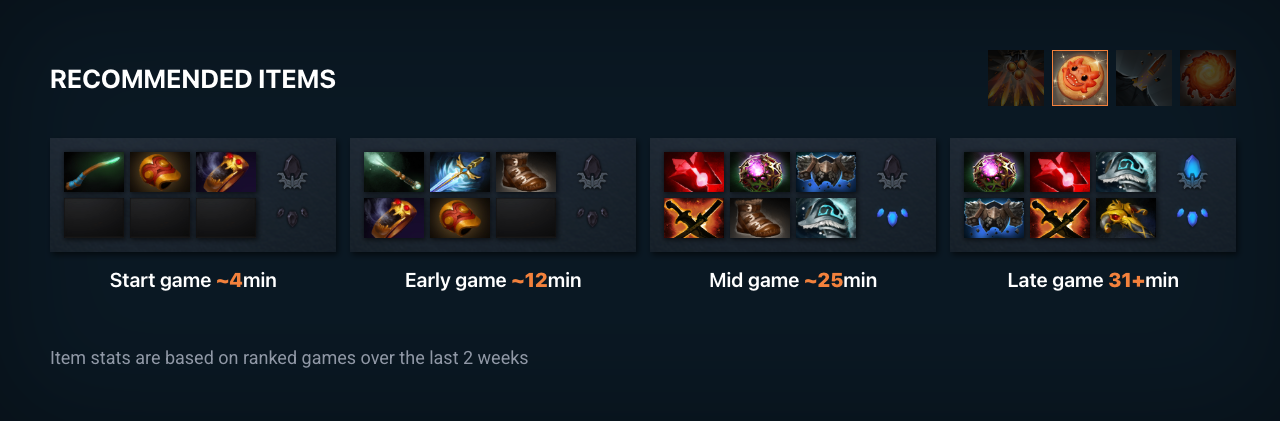 RECOMMENDED ITEMS
Start game ~4min
Early game ~12min
Mid game ~25min
Late game 31+min
Item stats are based on ranked games over the last 2 weeks